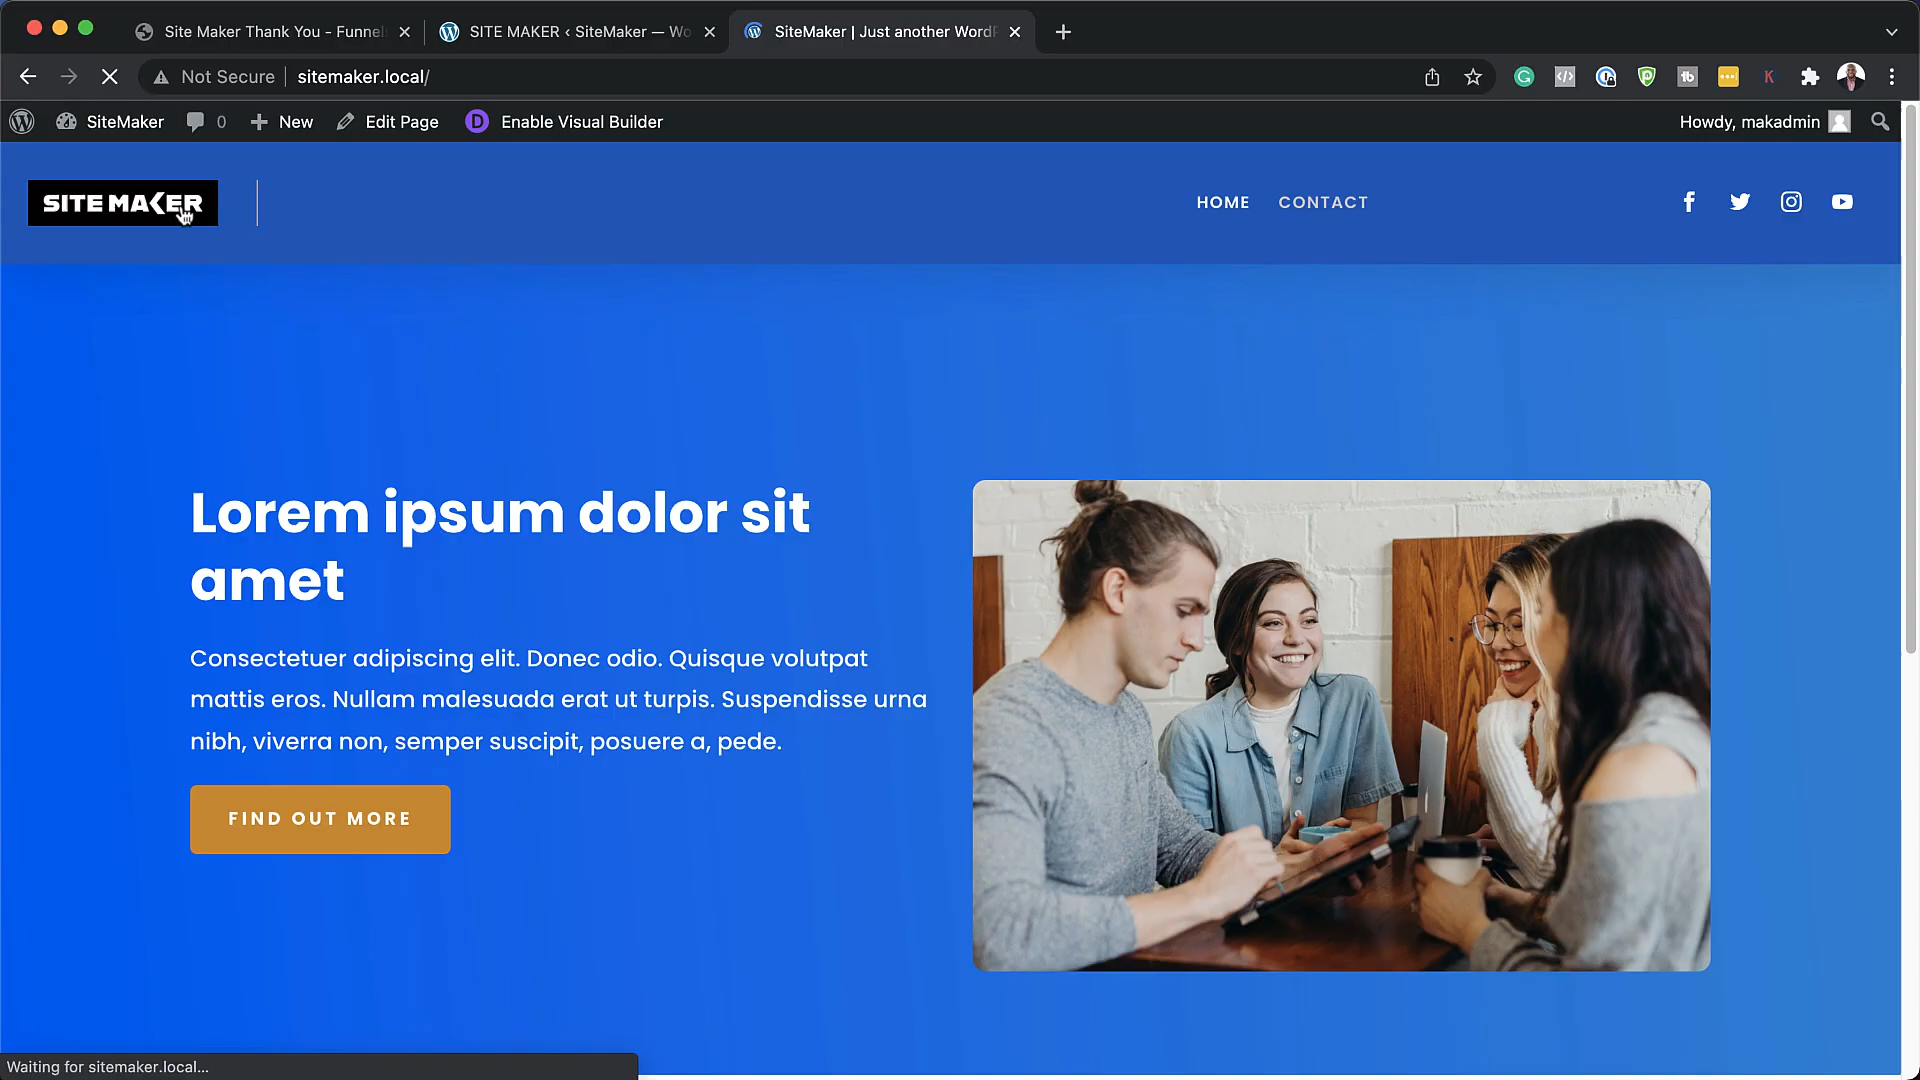 Site Maker Thank You - Funnel
SITE MAKER ‹ SiteMaker — Wo
SiteMaker | Just another WordP
Not Secure
sitemaker.local/
SiteMaker
0
New
Edit Page
D
Enable Visual Builder
Howdy, makadmin
SITE MAKER
HOME
CONTACT
Lorem ipsum dolor sit
amet
Consectetuer adipiscing elit. Donec odio. Quisque volutpat
mattis eros. Nullam malesuada erat ut turpis. Suspendisse urna
nibh, viverra non, semper suscipit, posuere a, pede.
FIND OUT MORE
Waiting for sitemaker.local...